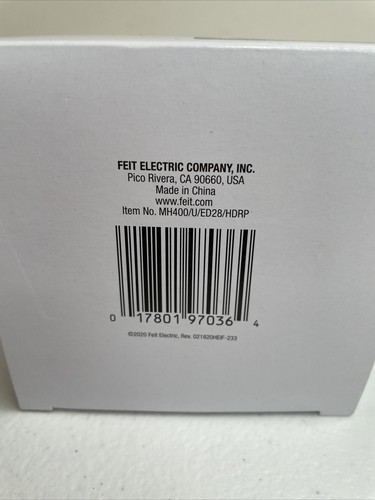 FEIT ELECTRIC COMPANY, INC.
Pico Rivera, CA 90660, USA
Made in China
www.feit.com
Item No. MH400/U/ED28/HDRP
0 17801 97036 4
©2020 Feit Electric, Rev. 021820HEIF-233